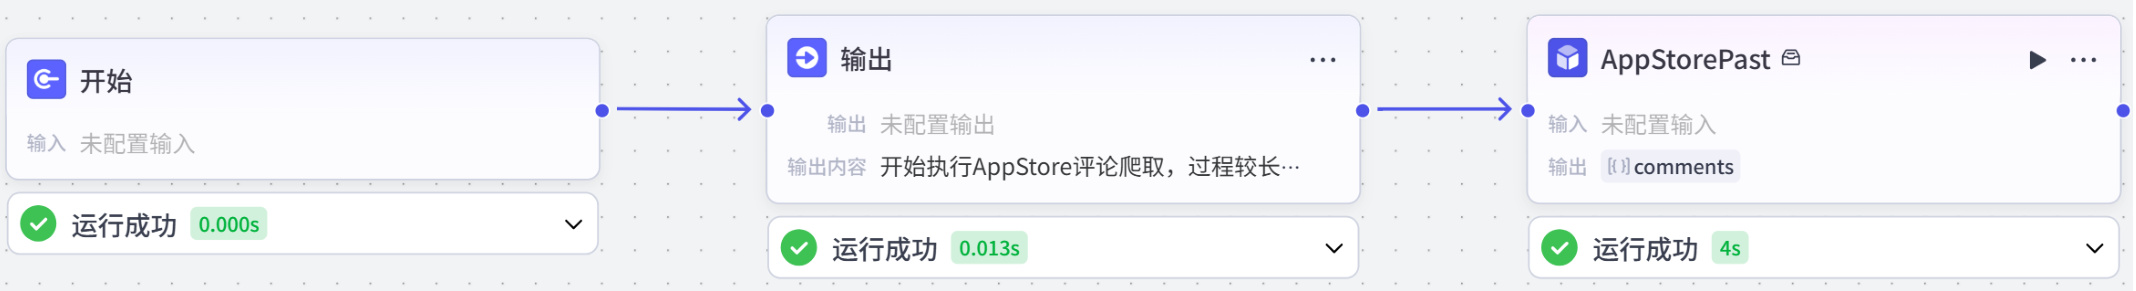 开始
输入 未配置输入
运行成功 0.000s
输出
输出 未配置输出
输出内容 开始执行AppStore评论爬取，过程较长…
运行成功 0.013s
AppStorePast
输入 未配置输入
输出 comments
运行成功 4s